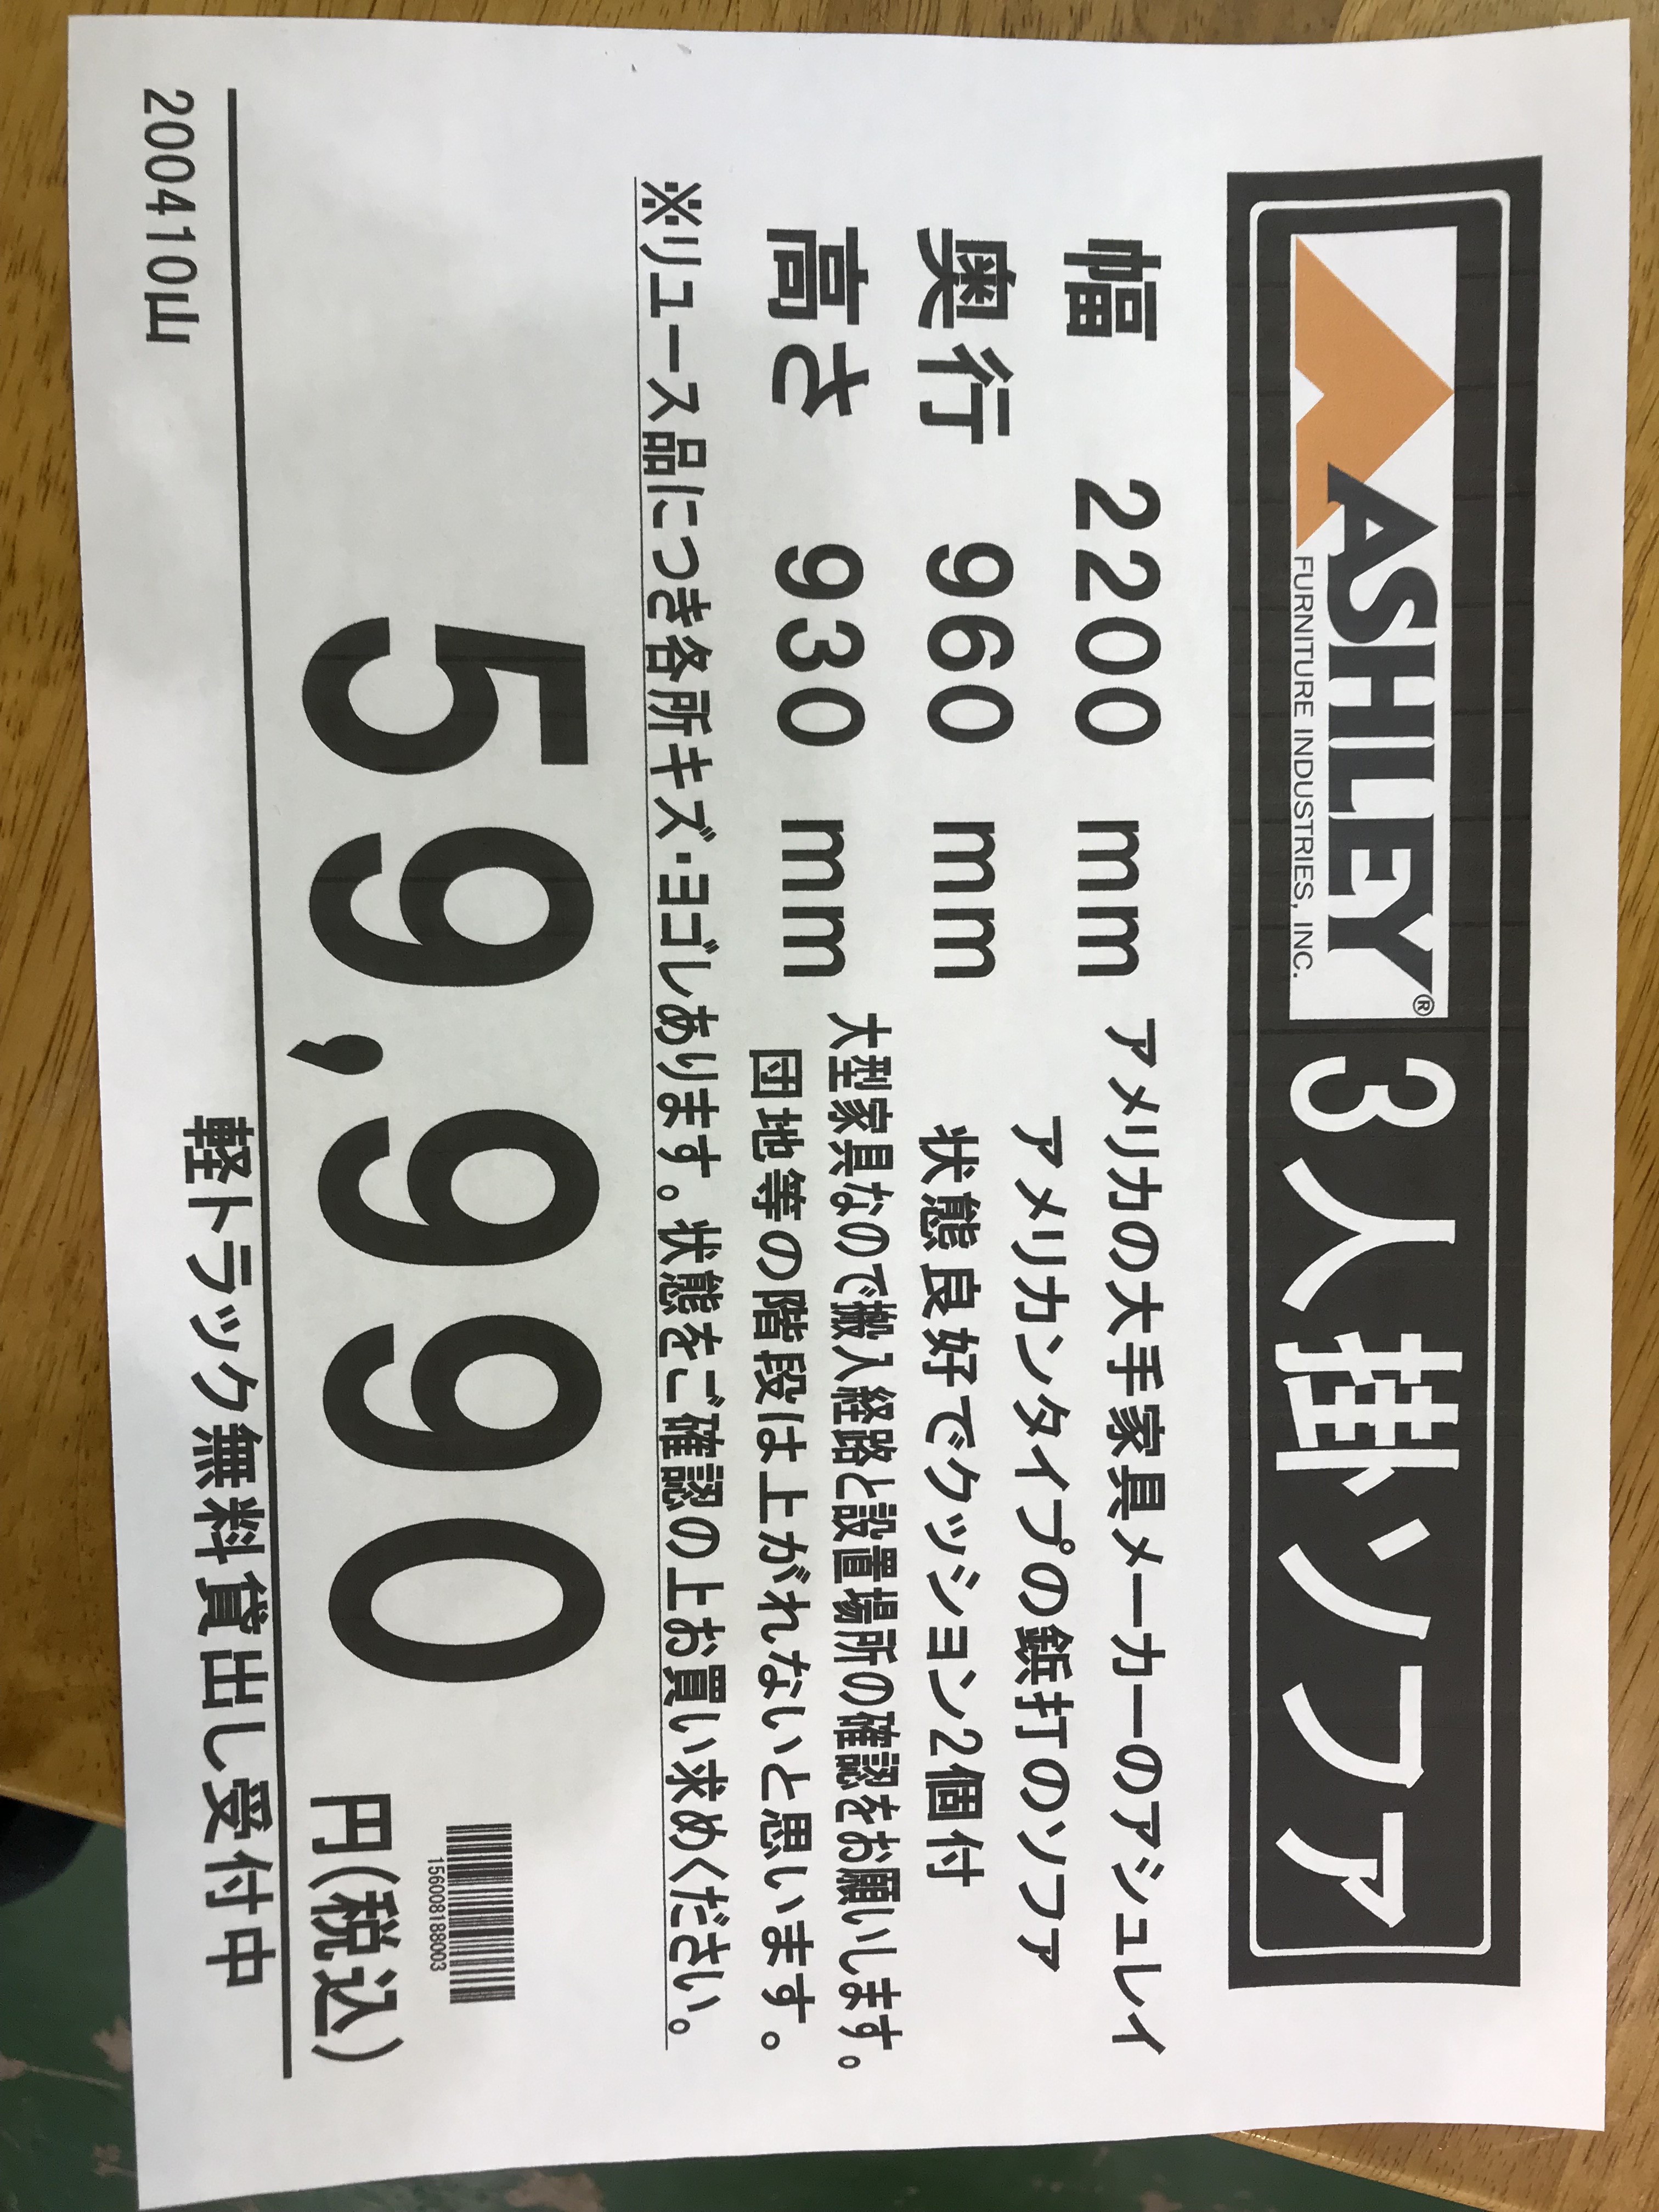 ASHLEY® 3人掛ソファ
FURNITURE INDUSTRIES, INC.
幅 2200 mm
奥行 960 mm
高さ 930 mm
アメリカの大手家具メーカーのアシュレイ
アメリカンタイプの鋲打のソファ
状態良好でクッション2個付
大型家具なので搬入経路と設置場所の確認をお願いします。
団地等の階段は上がれないと思います。
※リユース品につき各所キズ・ヨゴレあります。状態をご確認の上お買い求めください。
156008188003
59,990円(税込)
200410山
軽トラック無料貸出し受付中